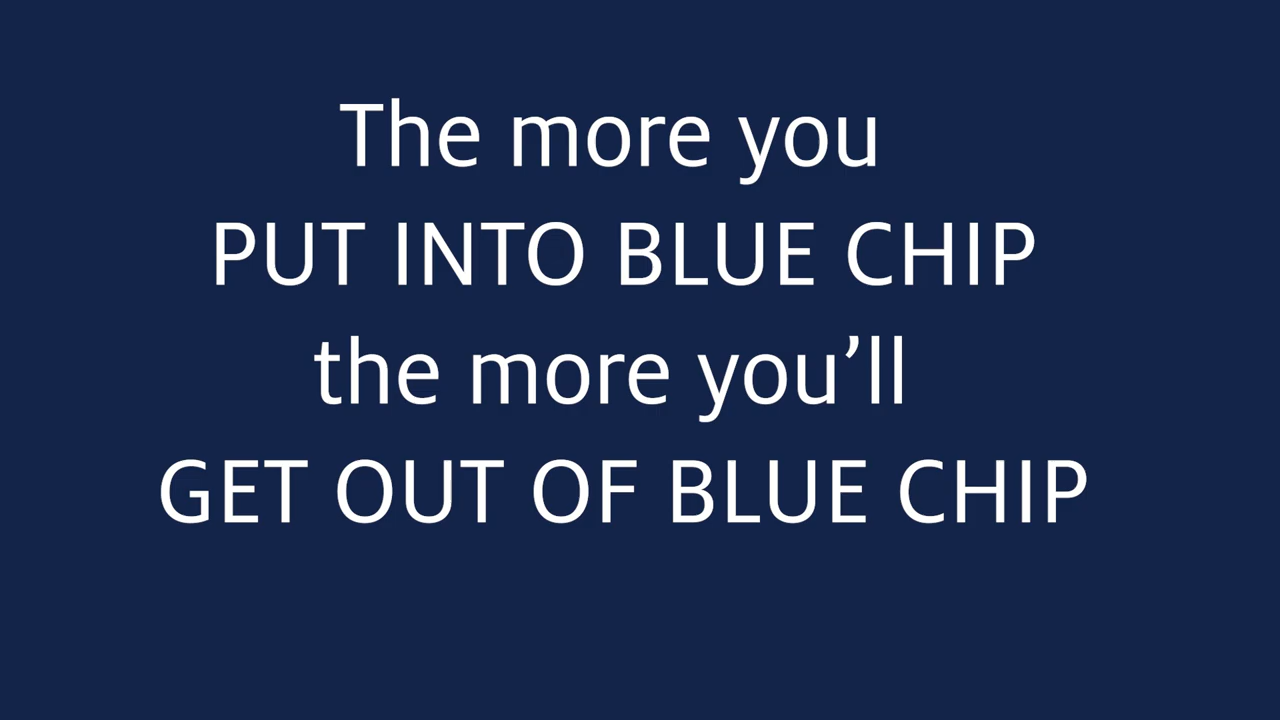 The more you
PUT INTO BLUE CHIP
the more you’ll
GET OUT OF BLUE CHIP